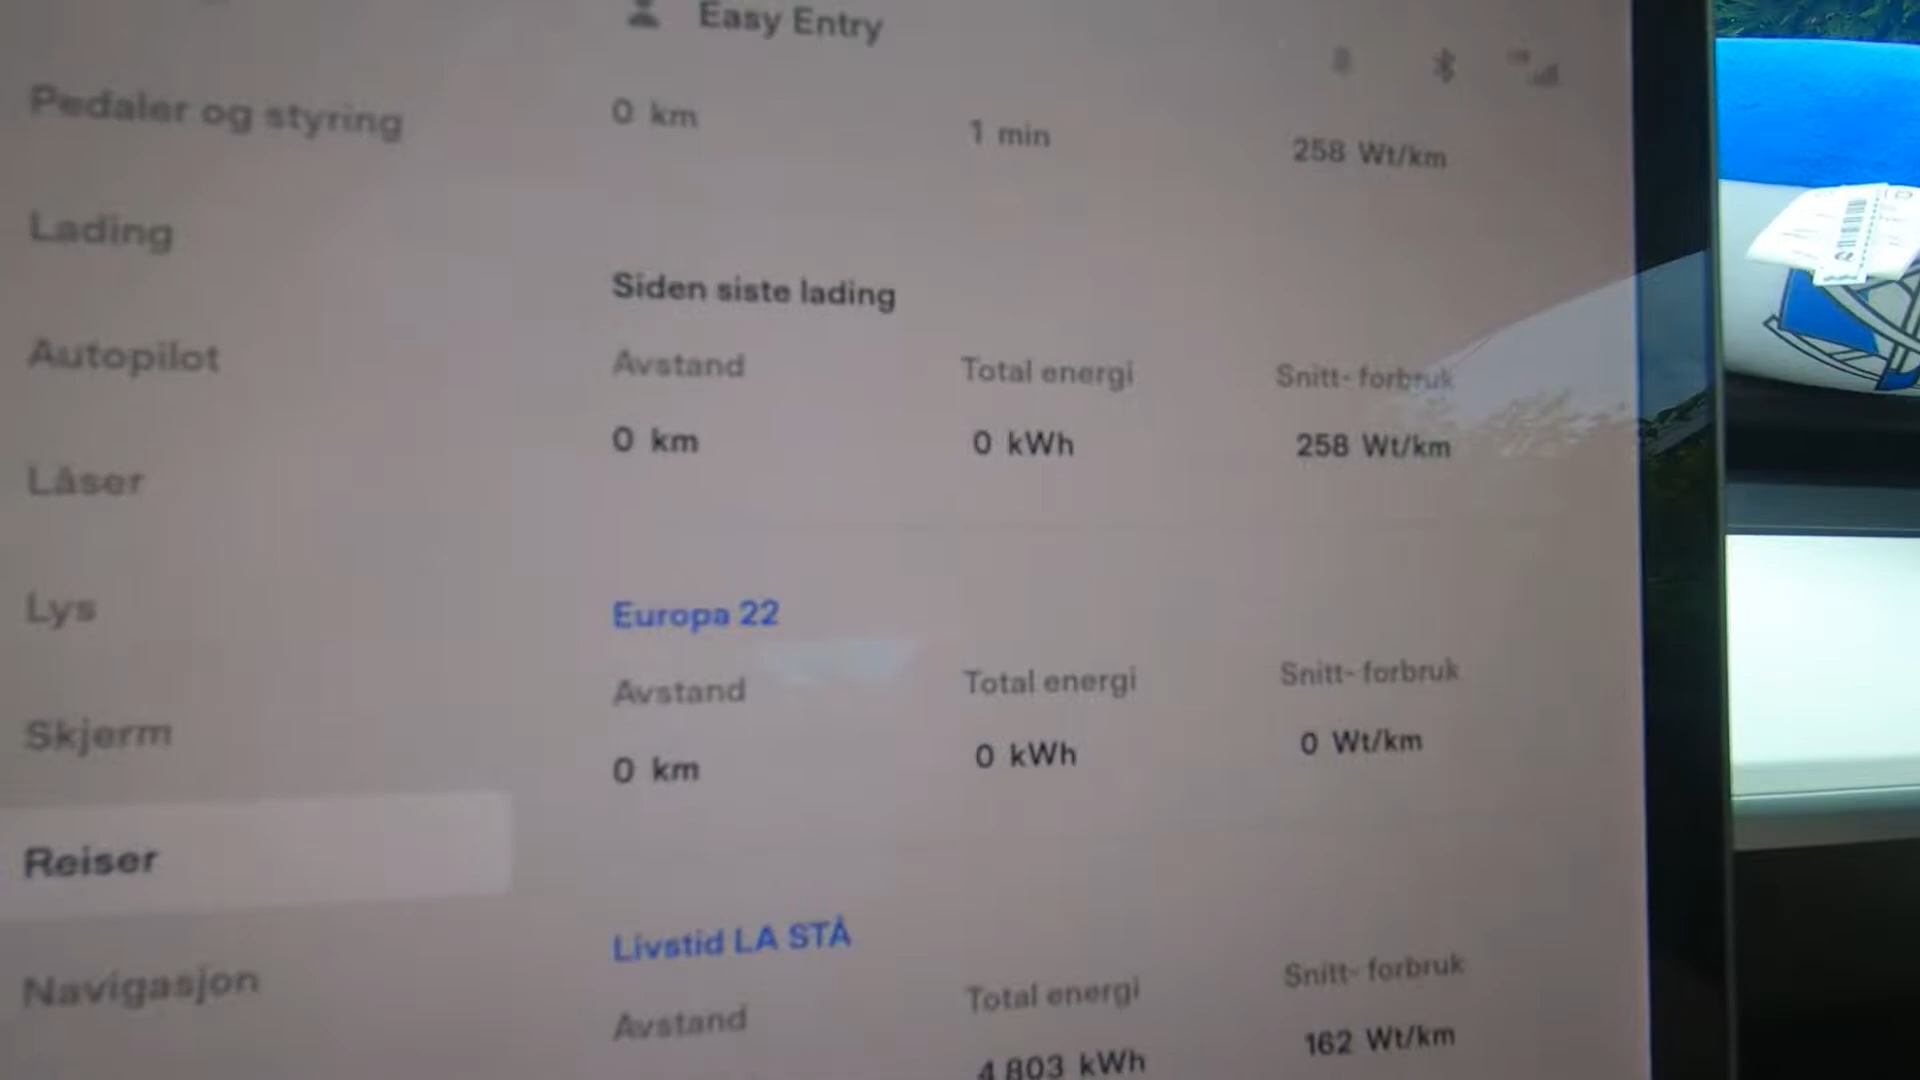 Easy Entry
Pedaler og styring
0 km
1 min
258 Wt/km
Lading
Siden siste lading
Autopilot
Avstand
Total energi
Snitt- forbruk
0 km
0 kWh
258 Wt/km
Låser
Lys
Europa 22
Avstand
Total energi
Snitt- forbruk
Skjerm
0 km
0 kWh
0 Wt/km
Reiser
Livstid LA STÅ
Navigasjon
Avstand
Total energi
Snitt- forbruk
4 803 kWh
162 Wt/km